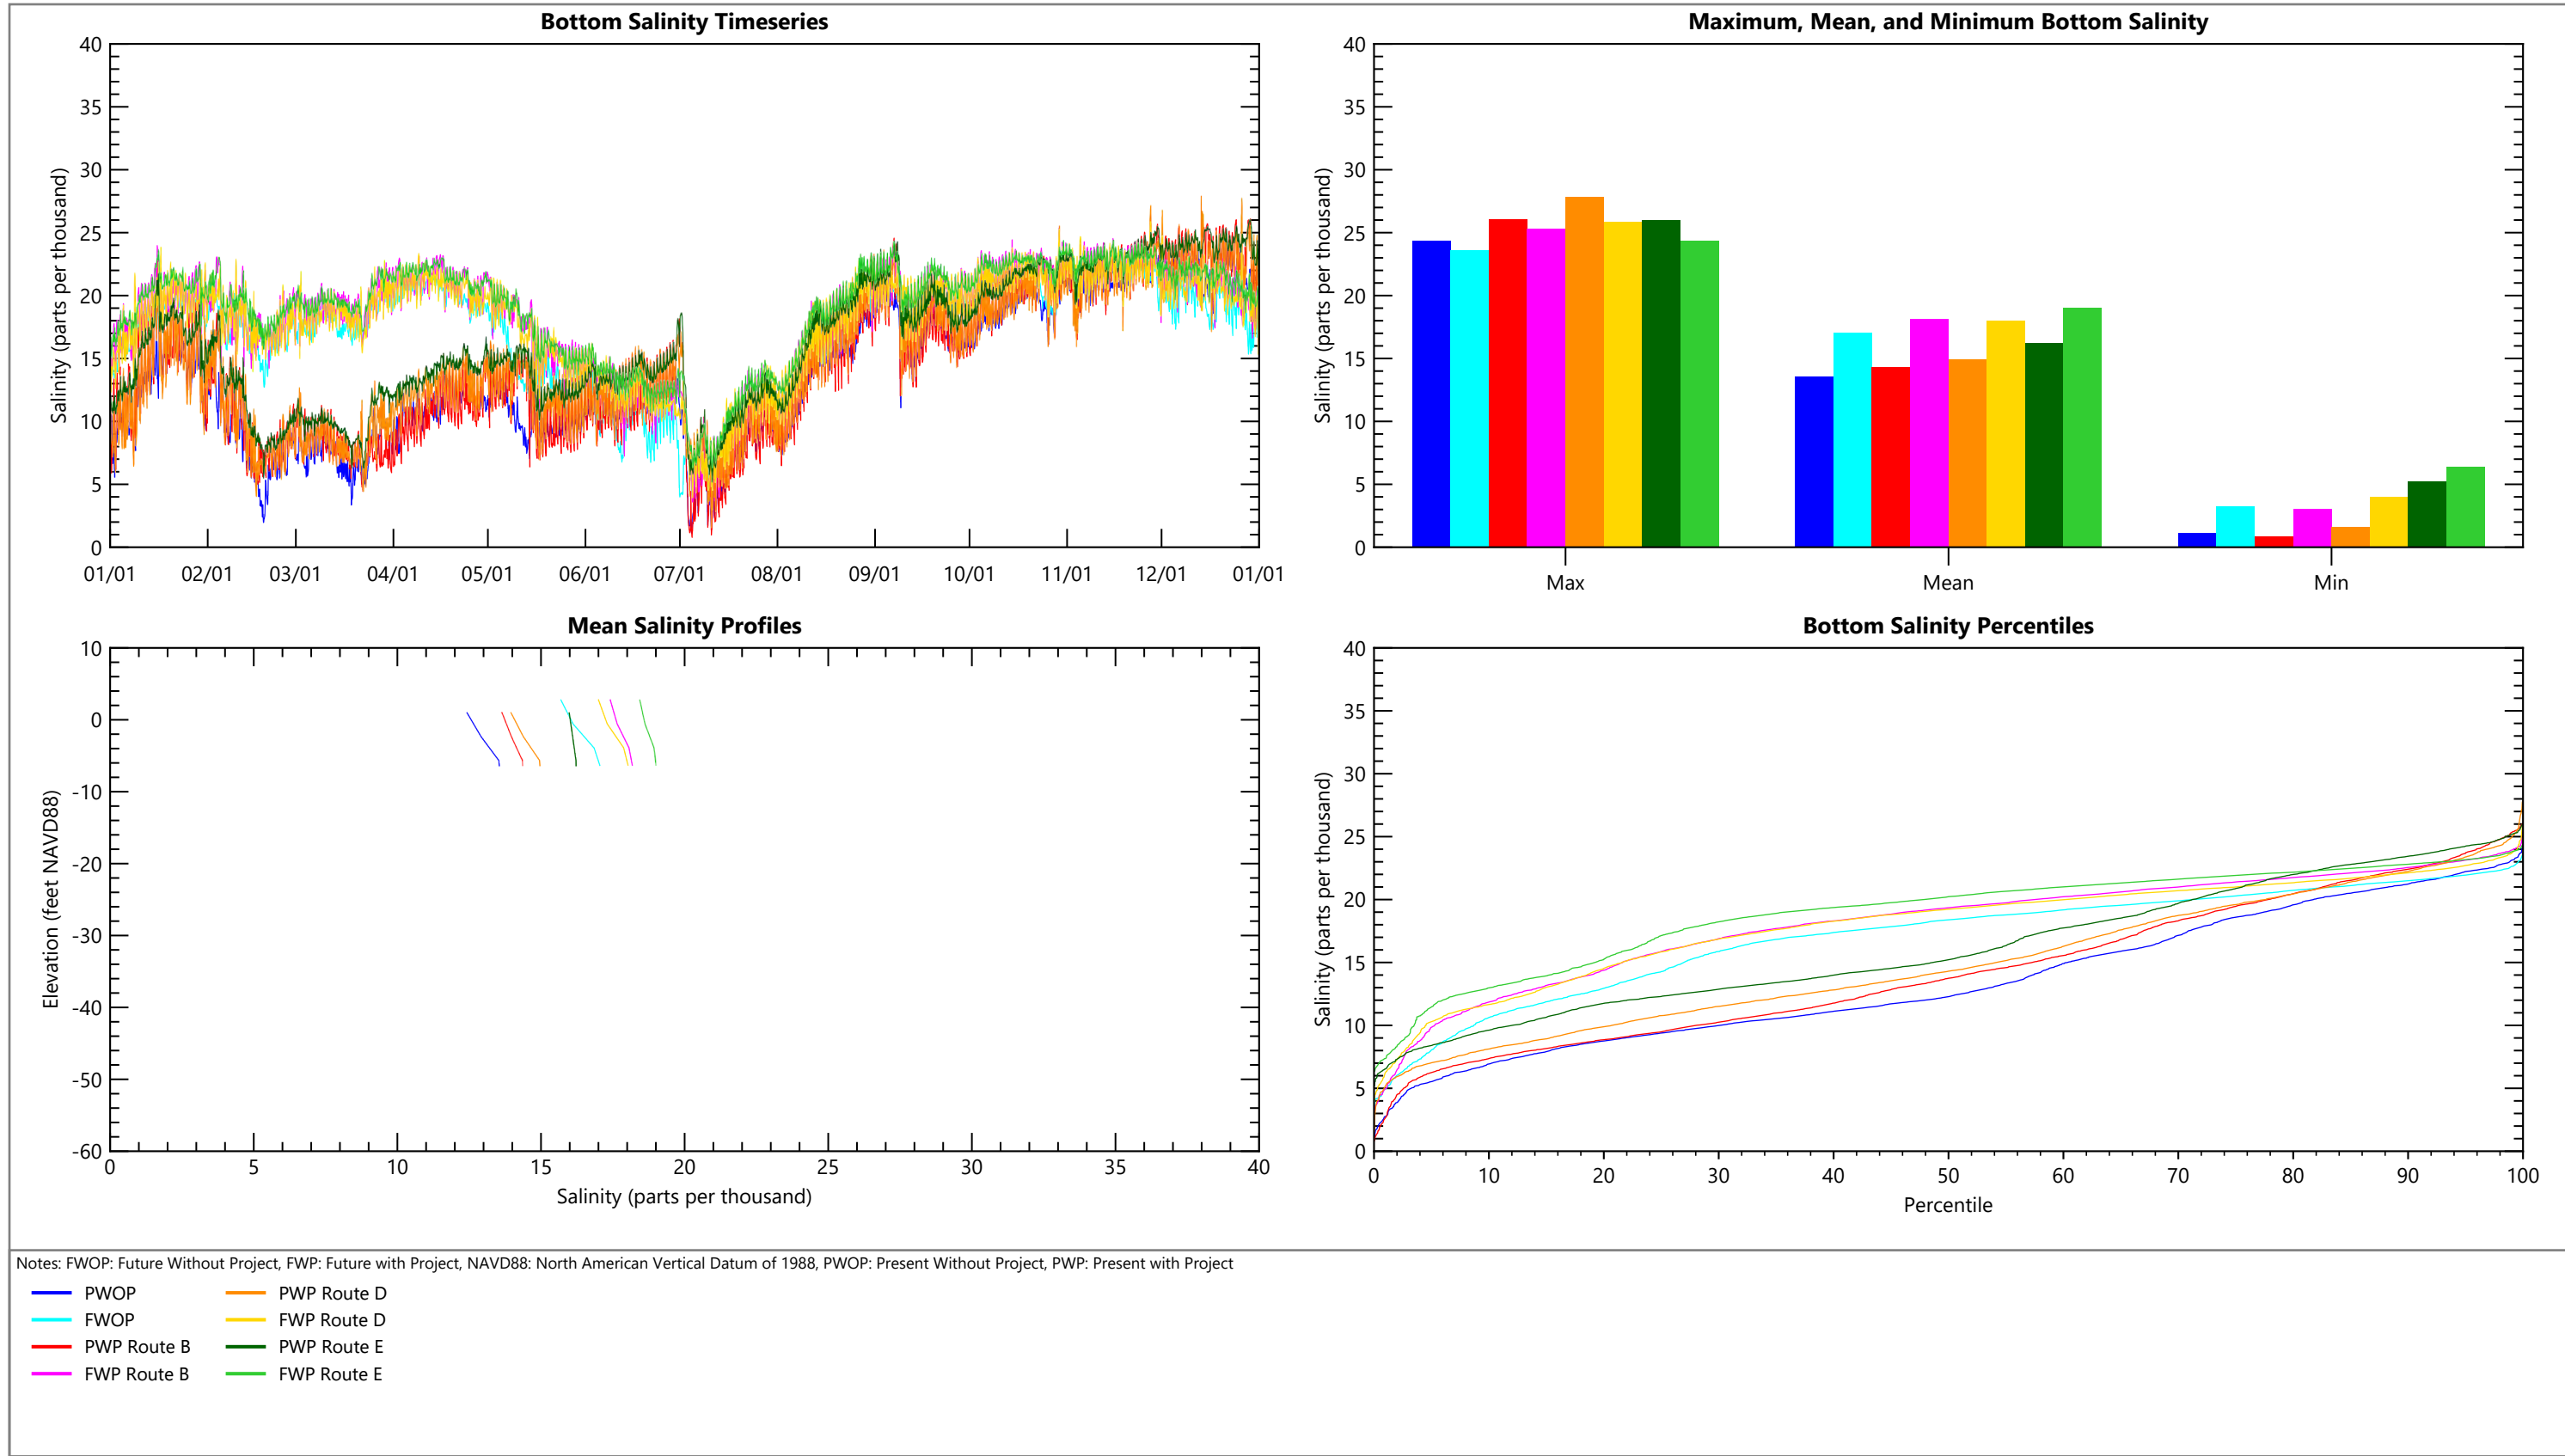 Bottom Salinity Timeseries
40
35
30
25
20
15
10
5
0
Salinity (parts per thousand)
01/01 02/01 03/01 04/01 05/01 06/01 07/01 08/01 09/01 10/01 11/01 12/01 01/01
Maximum, Mean, and Minimum Bottom Salinity
40
35
30
25
20
15
10
5
0
Salinity (parts per thousand)
Max Mean Min
Mean Salinity Profiles
10
0
-10
-20
-30
-40
-50
-60
Elevation (feet NAVD88)
0 5 10 15 20 25 30 35 40
Salinity (parts per thousand)
Bottom Salinity Percentiles
40
35
30
25
20
15
10
5
0
Salinity (parts per thousand)
0 10 20 30 40 50 60 70 80 90 100
Percentile
Notes: FWOP: Future Without Project, FWP: Future with Project, NAVD88: North American Vertical Datum of 1988, PWOP: Present Without Project, PWP: Present with Project
PWOP
FWOP
PWP Route B
FWP Route B
PWP Route D
FWP Route D
PWP Route E
FWP Route E